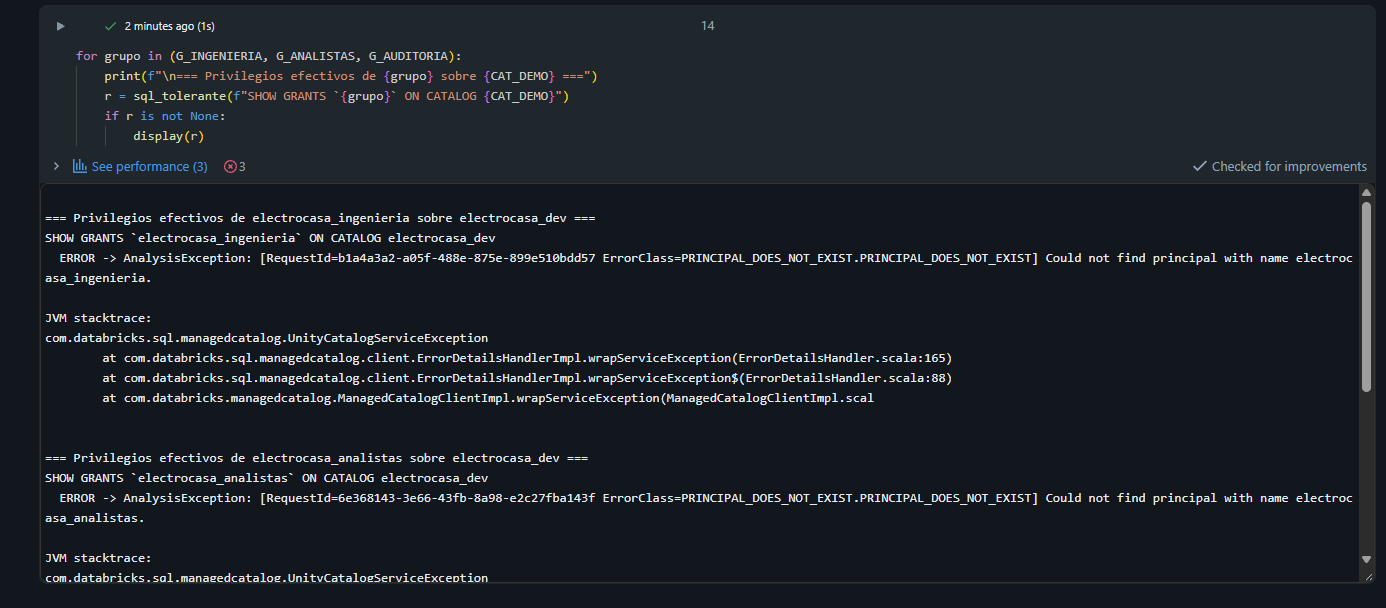 2 minutes ago (1s)
14
for grupo in (G_INGENIERIA, G_ANALISTAS, G_AUDITORIA):
    print(f"\n=== Privilegios efectivos de {grupo} sobre {CAT_DEMO} ===")
    r = sql_tolerante(f"SHOW GRANTS `{grupo}` ON CATALOG {CAT_DEMO}")
    if r is not None:
        display(r)
See performance (3) 3
Checked for improvements
=== Privilegios efectivos de electrocasa_ingenieria sobre electrocasa_dev ===
SHOW GRANTS `electrocasa_ingenieria` ON CATALOG electrocasa_dev
  ERROR -> AnalysisException: [RequestId=b1a4a3a2-a05f-488e-875e-899e510bdd57 ErrorClass=PRINCIPAL_DOES_NOT_EXIST.PRINCIPAL_DOES_NOT_EXIST] Could not find principal with name electroc
asa_ingenieria.
JVM stacktrace:
com.databricks.sql.managedcatalog.UnityCatalogServiceException
        at com.databricks.sql.managedcatalog.client.ErrorDetailsHandlerImpl.wrapServiceException(ErrorDetailsHandler.scala:165)
        at com.databricks.sql.managedcatalog.client.ErrorDetailsHandlerImpl.wrapServiceException$(ErrorDetailsHandler.scala:88)
        at com.databricks.managedcatalog.ManagedCatalogClientImpl.wrapServiceException(ManagedCatalogClientImpl.scal
=== Privilegios efectivos de electrocasa_analistas sobre electrocasa_dev ===
SHOW GRANTS `electrocasa_analistas` ON CATALOG electrocasa_dev
  ERROR -> AnalysisException: [RequestId=6e368143-3e66-43fb-8a98-e2c27fba143f ErrorClass=PRINCIPAL_DOES_NOT_EXIST.PRINCIPAL_DOES_NOT_EXIST] Could not find principal with name electroc
asa_analistas.
JVM stacktrace:
com.databricks.sql.managedcatalog.UnityCatalogServiceException